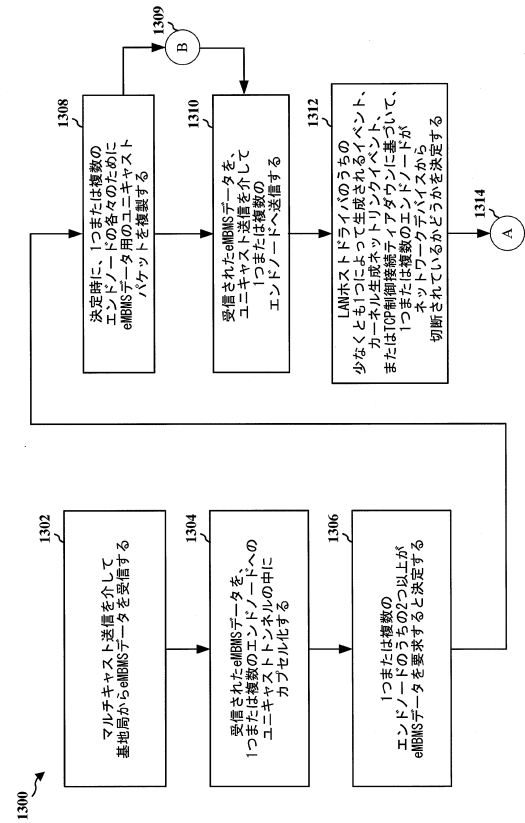 1300
1302
マルチキャスト送信を介して
基地局からeMBMSデータを受信する
1304
受信されたeMBMSデータを、
1つまたは複数のエンドノードへの
ユニキャストトンネルの中に
カプセル化する
1306
1つまたは複数の
エンドノードのうちの2つ以上が
eMBMSデータを要求すると決定する
1308
決定時に、1つまたは複数の
エンドノードの各々のために
eMBMSデータ用のユニキャスト
パケットを複製する
1309
B
1310
受信されたeMBMSデータを、
ユニキャスト送信を介して
1つまたは複数の
エンドノードへ送信する
1312
LANホストドライバのうちの
少なくとも1つによって生成されるイベント、
カーネル生成ネットリンクイベント、
またはTCP制御接続ティアダウンに基づいて、
1つまたは複数のエンドノードが
ネットワークデバイスから
切断されているかどうかを決定する
1314
A